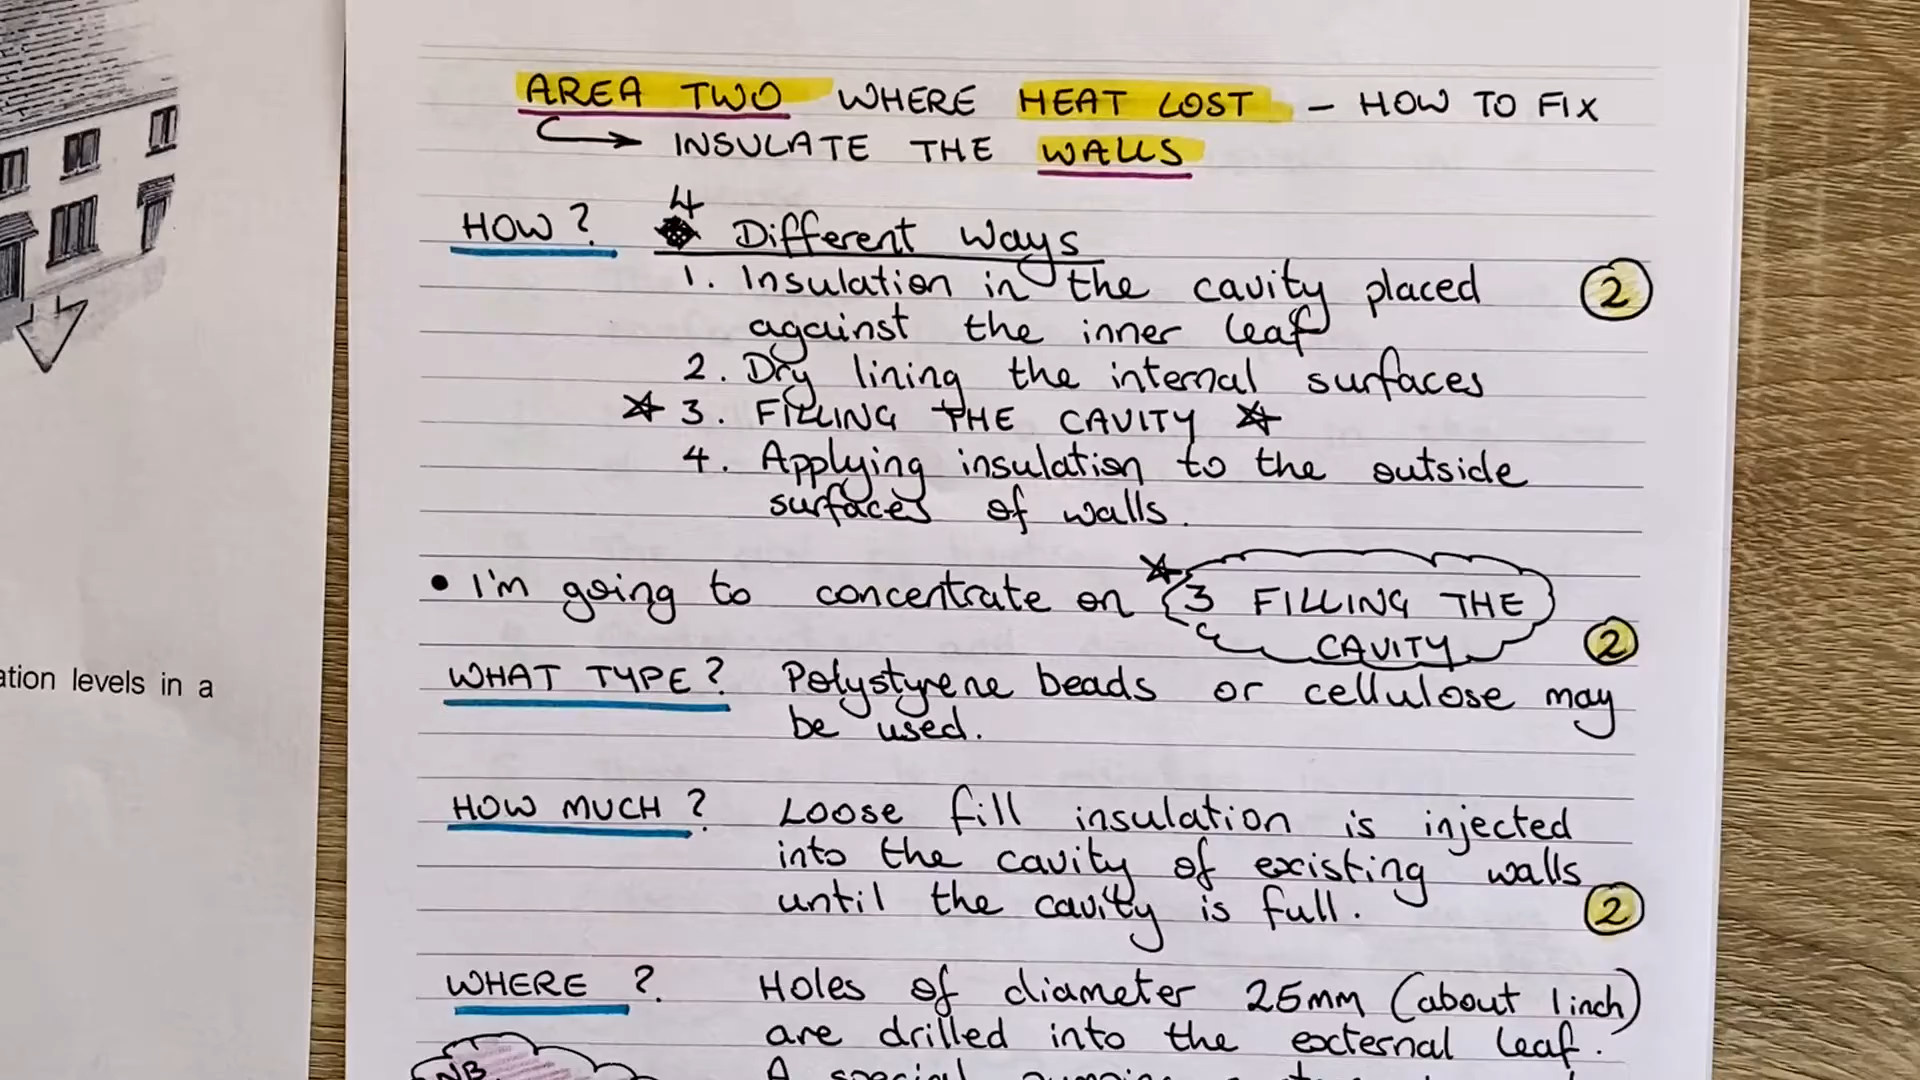 AREA TWO WHERE HEAT LOST – HOW TO FIX
↳ INSULATE THE WALLS
HOW? 4 Different Ways
1. Insulation in the cavity placed ②
against the inner leaf
2. Dry lining the internal surfaces
☆ 3. FILLING THE CAVITY ☆
4. Applying insulation to the outside
surfaces of walls.
• I'm going to concentrate on ☆ 3 FILLING THE
CAVITY ②
WHAT TYPE? Polystyrene beads or cellulose may
be used.
ation levels in a
HOW MUCH? Loose fill insulation is injected
into the cavity of existing walls
until the cavity is full. ②
WHERE? Holes of diameter 25mm (about 1 inch)
are drilled into the external leaf.
NB
A special